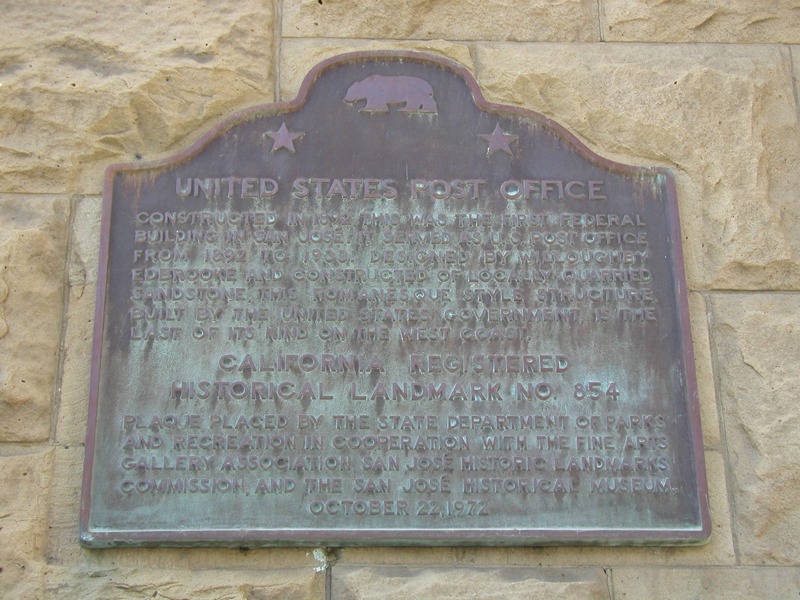 UNITED STATES POST OFFICE
CONSTRUCTED IN 1892, THIS WAS THE FIRST FEDERAL
BUILDING IN SAN JOSÉ. IT SERVED AS U.S. POST OFFICE
FROM 1892 TO 1933. DESIGNED BY WILLOUGHBY
EDBROOKE AND CONSTRUCTED OF LOCALLY QUARRIED
SANDSTONE, THIS ROMANESQUE STYLE STRUCTURE
BUILT BY THE UNITED STATES GOVERNMENT IS THE
LAST OF ITS KIND ON THE WEST COAST.
CALIFORNIA REGISTERED
HISTORICAL LANDMARK NO. 854
PLAQUE PLACED BY THE STATE DEPARTMENT OF PARKS
AND RECREATION IN COOPERATION WITH THE FINE ARTS
GALLERY ASSOCIATION, SAN JOSÉ HISTORIC LANDMARKS
COMMISSION, AND THE SAN JOSÉ HISTORICAL MUSEUM.
OCTOBER 22, 1972